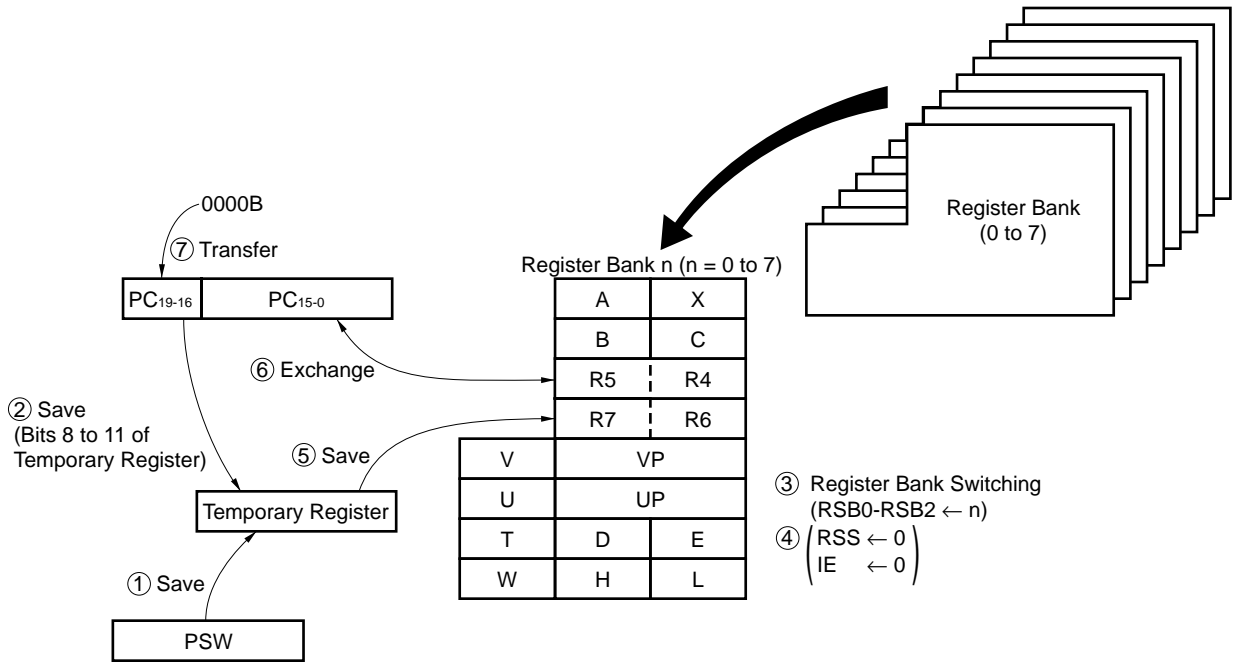 Register Bank
(0 to 7)
0000B
⑦ Transfer
Register Bank n (n = 0 to 7)
PC19-16 PC15-0
A X
B C
⑥ Exchange
R5 R4
R7 R6
② Save
(Bits 8 to 11 of
Temporary Register)
⑤ Save
V VP
U UP
T D E
W H L
Temporary Register
③ Register Bank Switching
(RSB0-RSB2 ← n)
④ (RSS ← 0
IE ← 0)
① Save
PSW